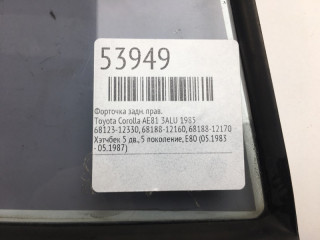 53949
Форточка задн. прав.
Toyota Corolla AE81 3ALU 1983
68123-12330, 68188-12160, 68188-12170
Хэтчбек 5 дв., 5 поколение, E80 (05.1983
- 05.1987)